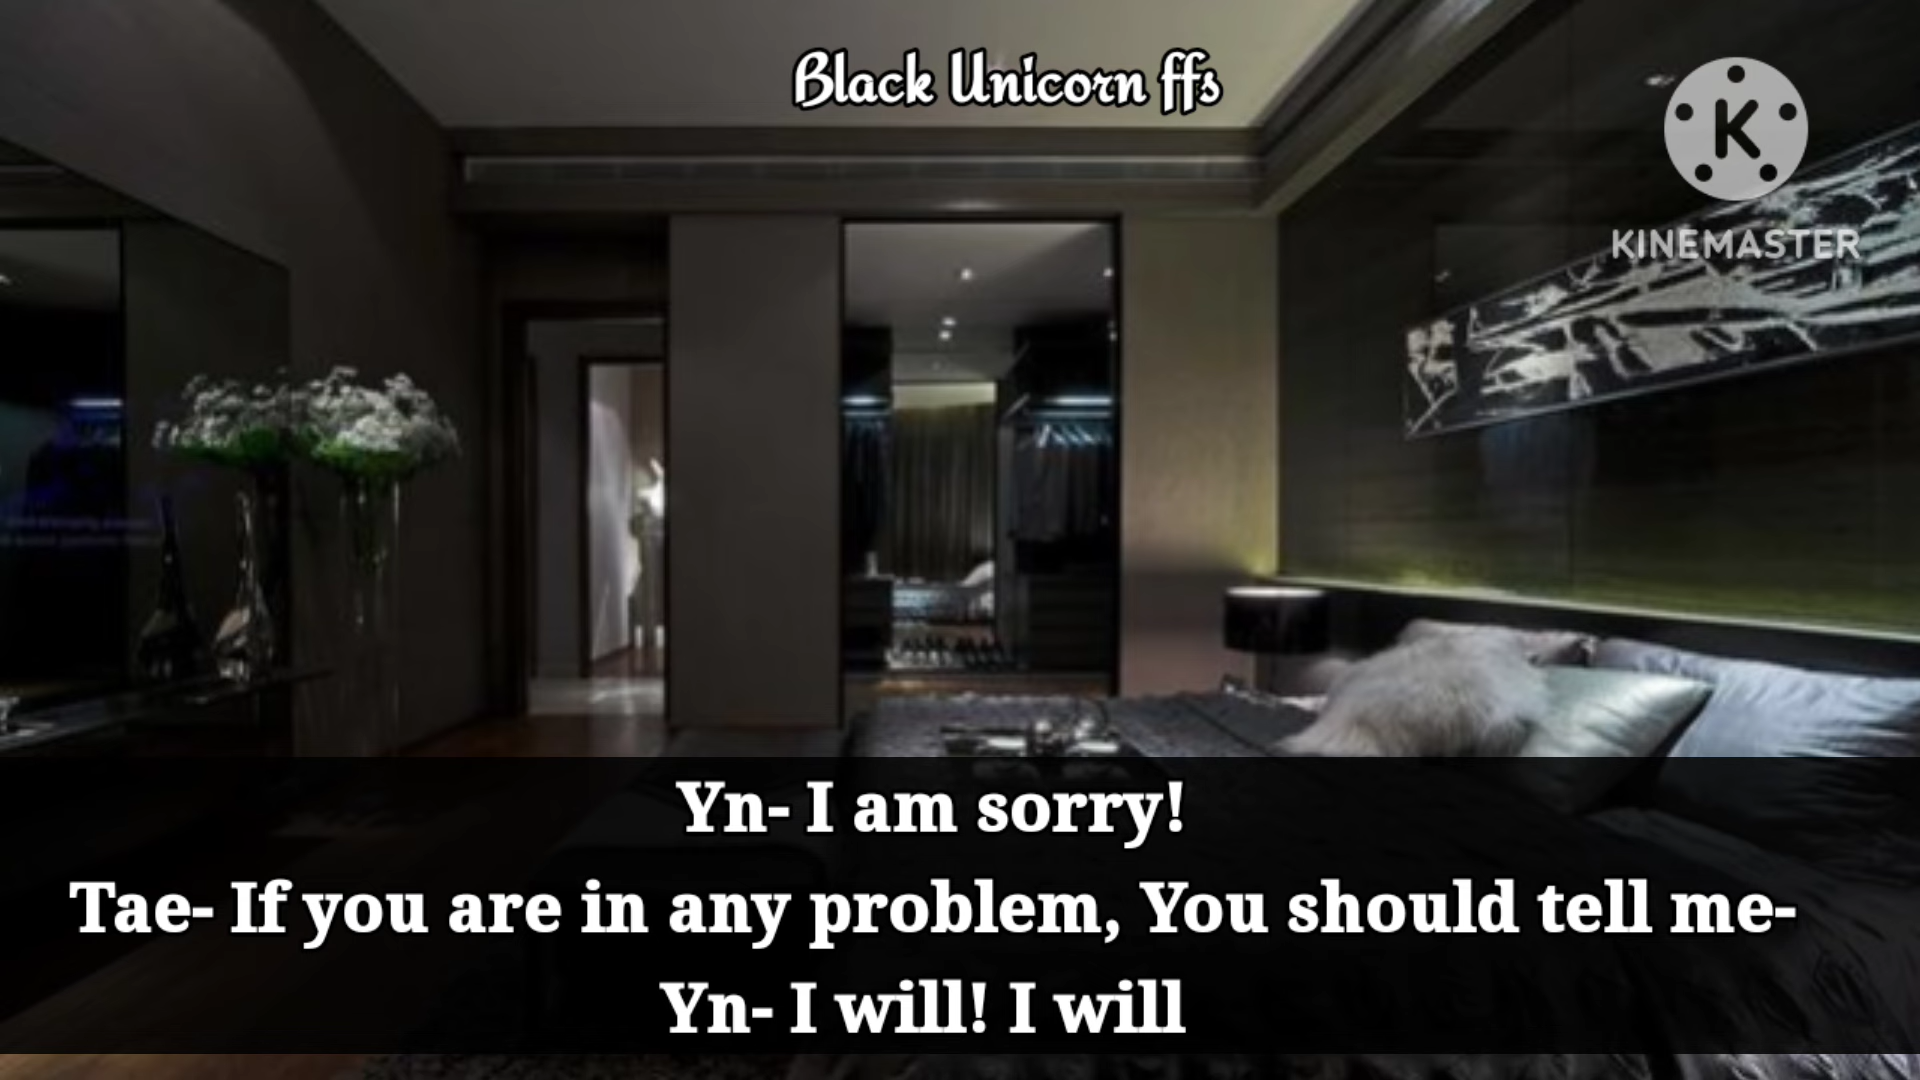 Black Unicorn ffs
K
KINEMASTER
Yn- I am sorry!
Tae- If you are in any problem, You should tell me-
Yn- I will! I will